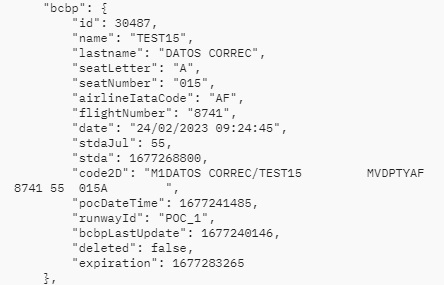 "bcbp": {
"id": 30487,
"name": "TEST15",
"lastname": "DATOS CORREC",
"seatLetter": "A",
"seatNumber": "015",
"airlineIataCode": "AF",
"flightNumber": "8741",
"date": "24/02/2023 09:24:45",
"stdaJul": 55,
"stda": 1677268800,
"code2D": "M1DATOS CORREC/TEST15         MVDPTYAF
8741 55  015A        ",
"pocDateTime": 1677241485,
"runwayId": "POC_1",
"bcbpLastUpdate": 1677240146,
"deleted": false,
"expiration": 1677283265
},